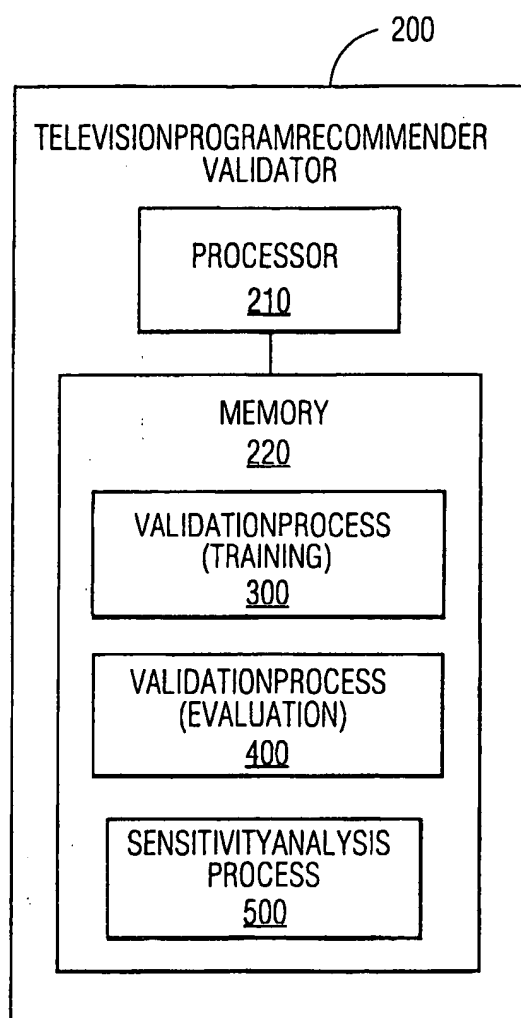 200
TELEVISIONPROGRAMRECOMMENDER
VALIDATOR
PROCESSOR
210
MEMORY
220
VALIDATIONPROCESS
(TRAINING)
300
VALIDATIONPROCESS
(EVALUATION)
400
SENSITIVITYANALYSIS
PROCESS
500